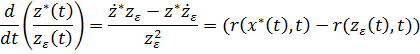 d/dt (z*(t)/z_ε(t)) = (ż* z_ε − z* ż_ε)/z_ε² = (r(x*(t),t) − r(z_ε(t),t))